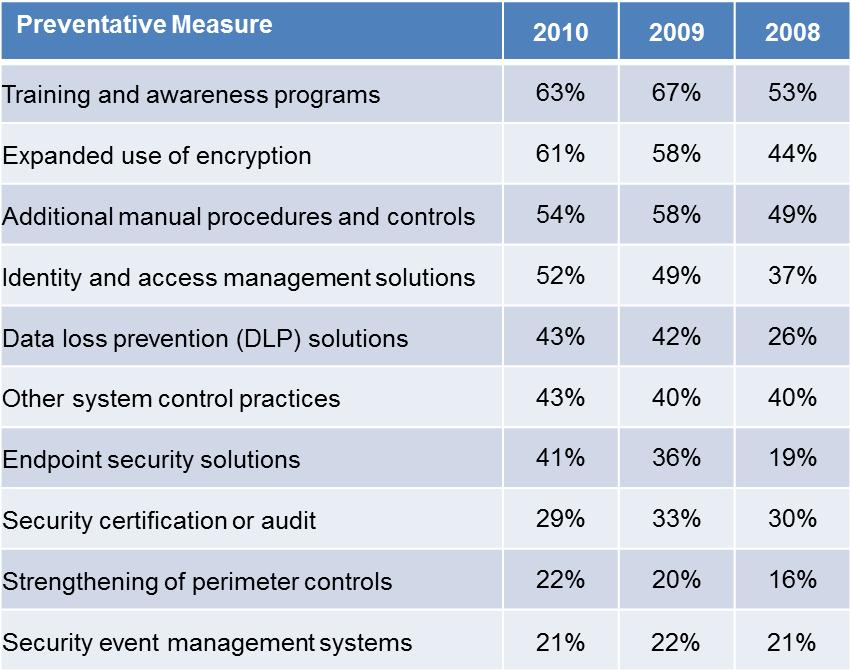 Preventative Measure 2010 2009 2008
Training and awareness programs 63% 67% 53%
Expanded use of encryption 61% 58% 44%
Additional manual procedures and controls 54% 58% 49%
Identity and access management solutions 52% 49% 37%
Data loss prevention (DLP) solutions 43% 42% 26%
Other system control practices 43% 40% 40%
Endpoint security solutions 41% 36% 19%
Security certification or audit 29% 33% 30%
Strengthening of perimeter controls 22% 20% 16%
Security event management systems 21% 22% 21%